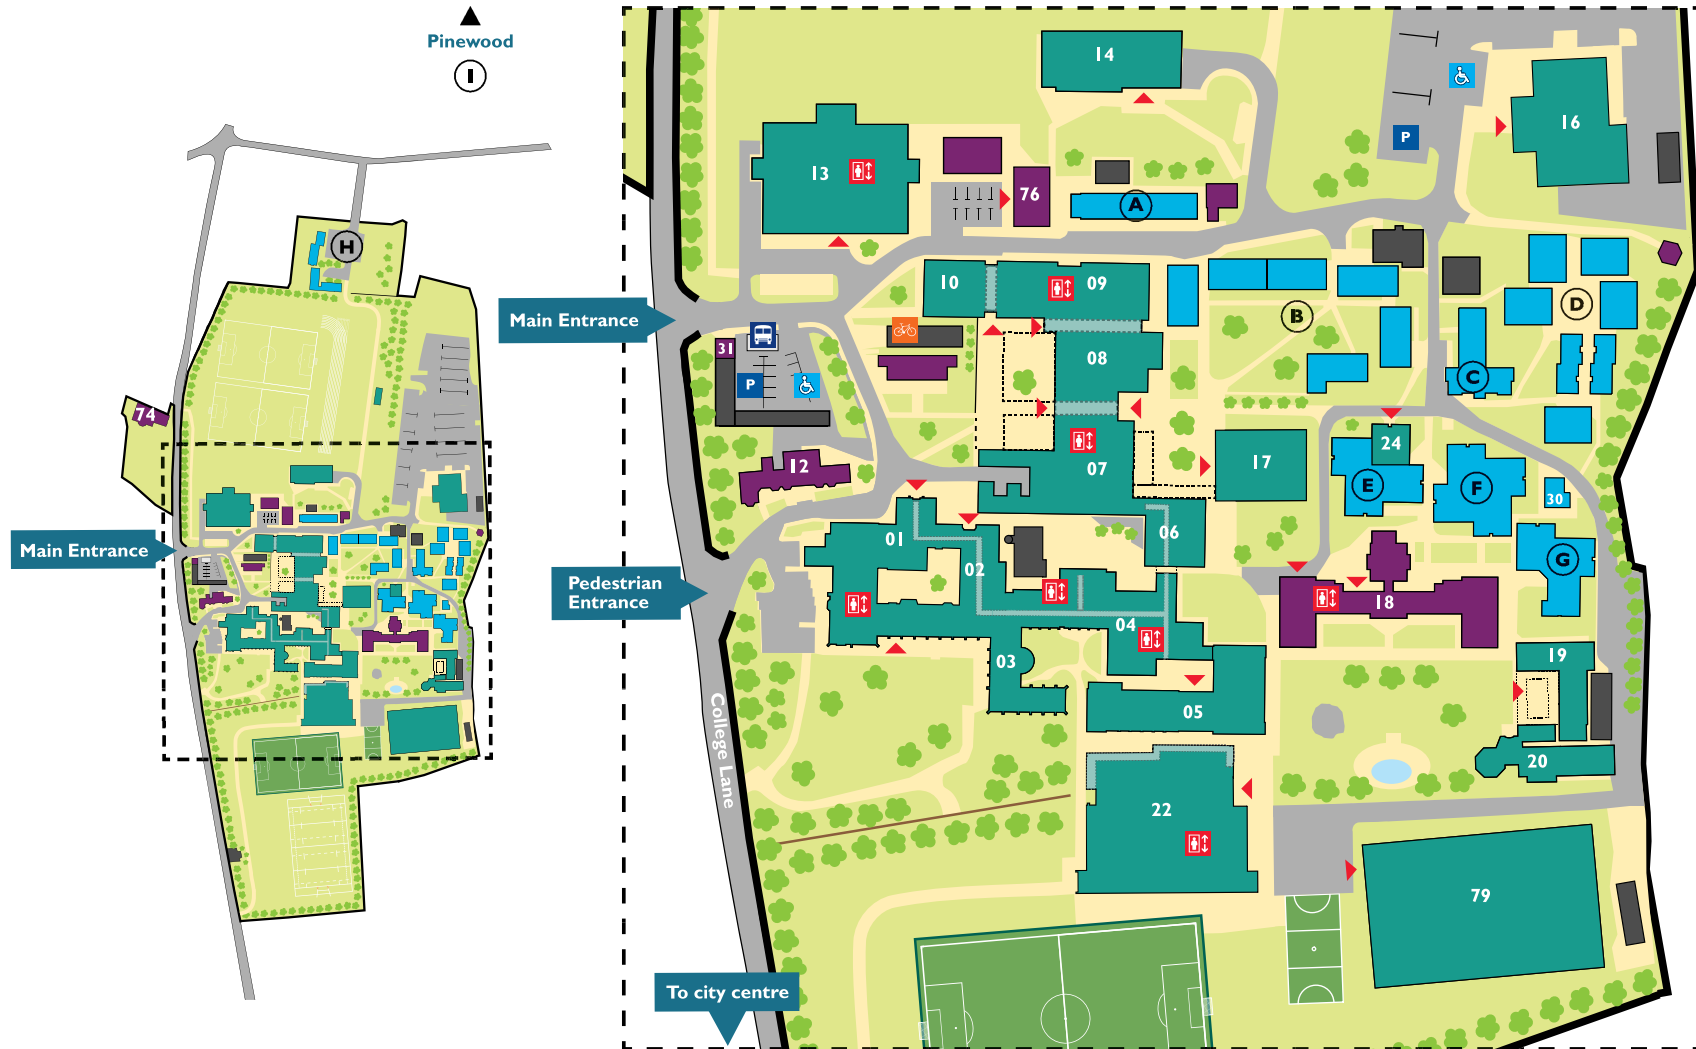 Pinewood
I
H
74
Main Entrance
14
16
P
13
76
A
10
09
B
D
Main Entrance
31
P
08
C
24
12
07
17
E
F
30
01
06
02
G
Pedestrian
Entrance
18
04
03
19
05
20
College Lane
22
79
To city centre